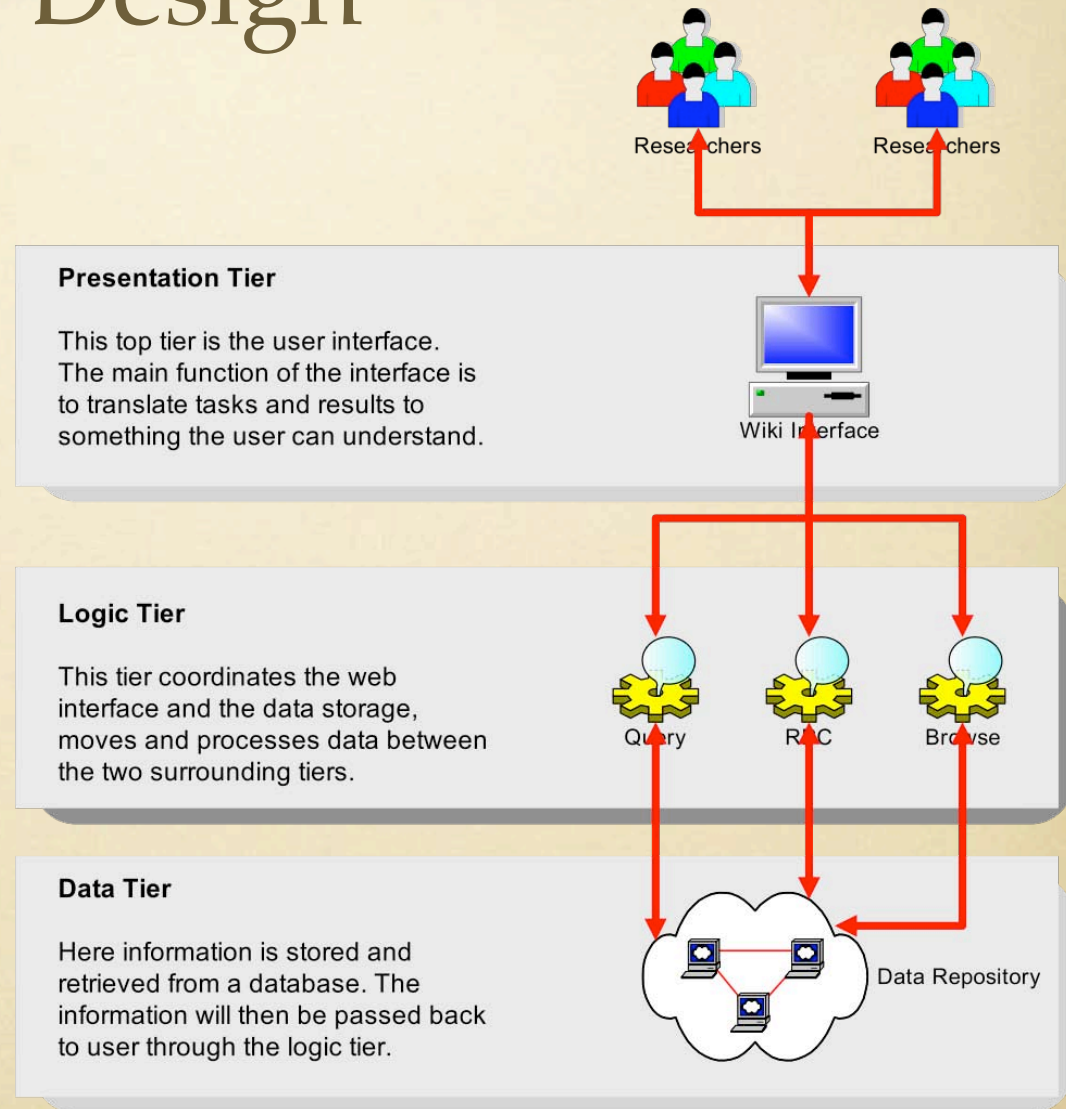 Design
Researchers
Researchers
Presentation Tier
This top tier is the user interface.
The main function of the interface is
to translate tasks and results to
something the user can understand.
Wiki Interface
Logic Tier
This tier coordinates the web
interface and the data storage,
moves and processes data between
the two surrounding tiers.
Query
RPC
Browse
Data Tier
Here information is stored and
retrieved from a database. The
information will then be passed back
to user through the logic tier.
Data Repository